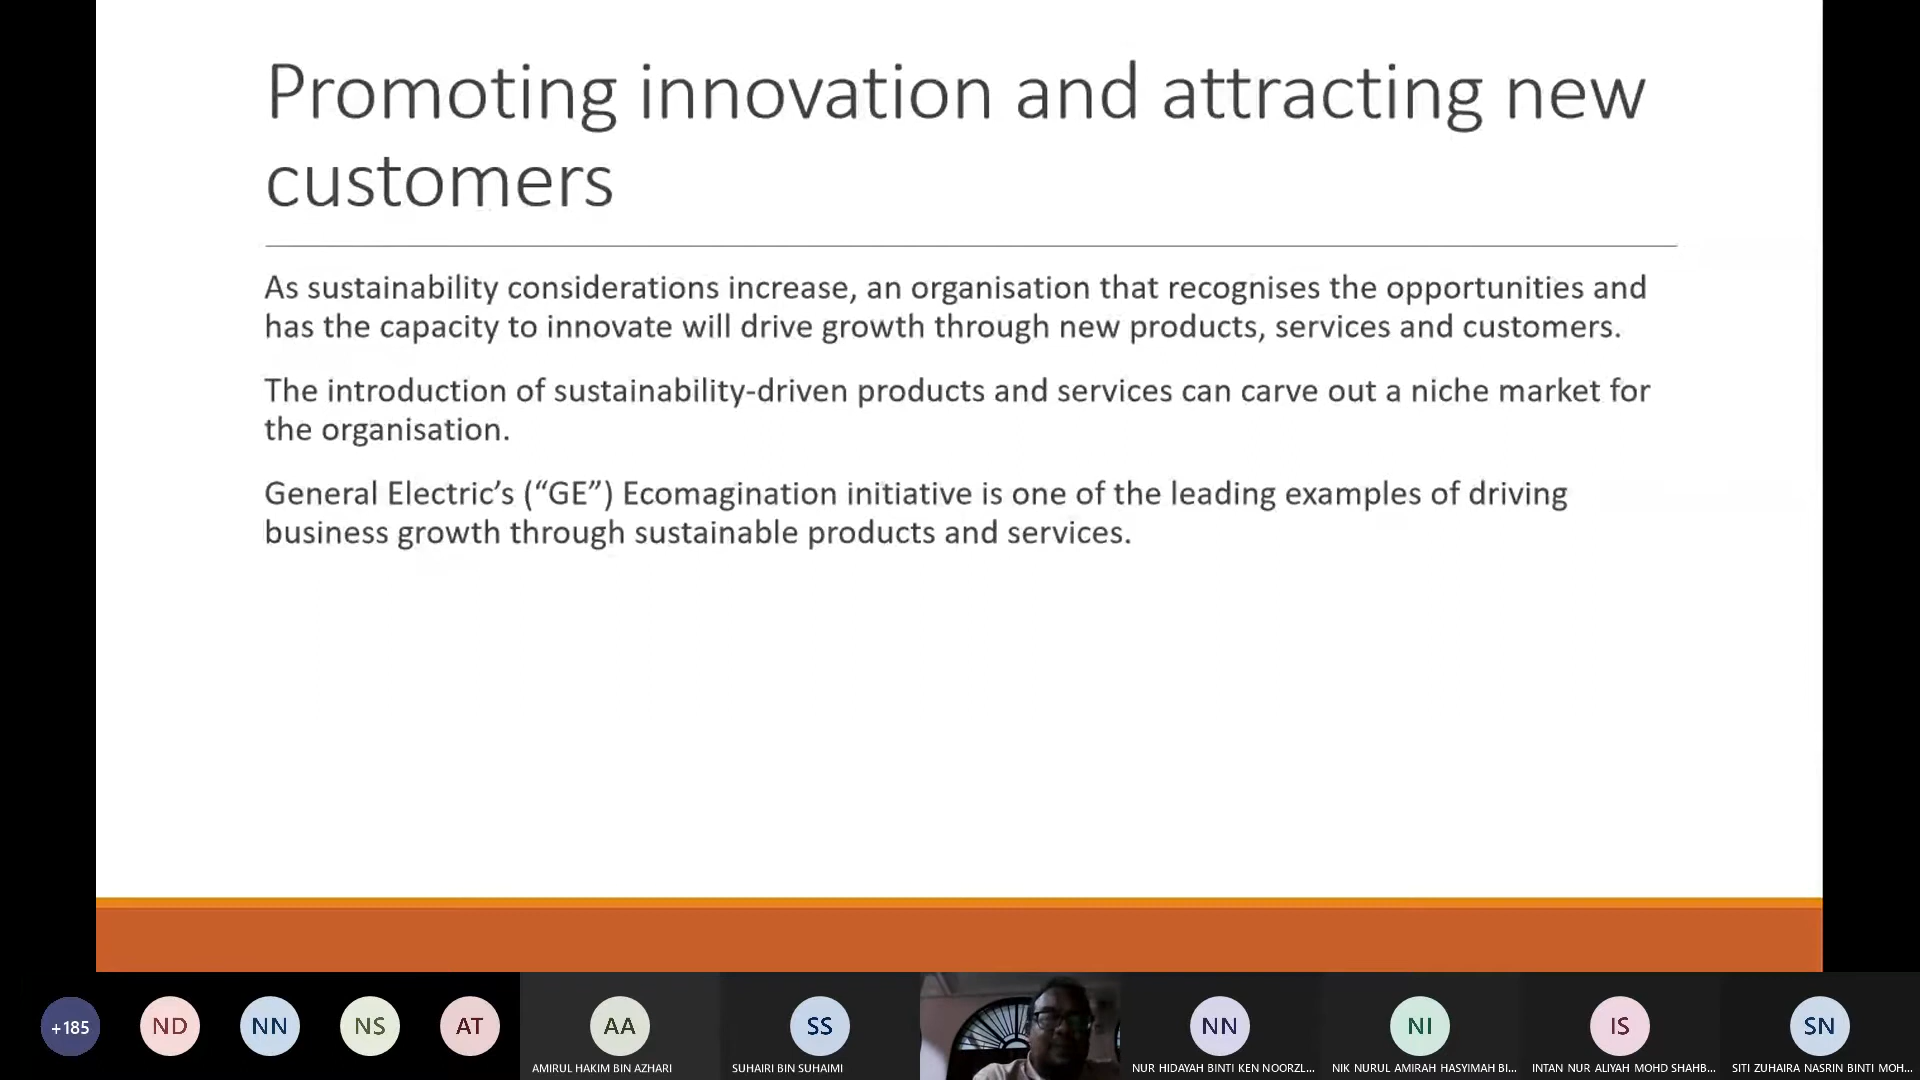 Promoting innovation and attracting new
customers
As sustainability considerations increase, an organisation that recognises the opportunities and
has the capacity to innovate will drive growth through new products, services and customers.
The introduction of sustainability-driven products and services can carve out a niche market for
the organisation.
General Electric’s (“GE”) Ecomagination initiative is one of the leading examples of driving
business growth through sustainable products and services.
+185 ND NN NS AT AA SS NN NI IS SN
AMIRUL HAKIM BIN AZHARI SUHAIRI BIN SUHAIMI NUR HIDAYAH BINTI KEN NOORZL... NIK NURUL AMIRAH HASYIMAH BI... INTAN NUR ALIYAH MOHD SHAHB... SITI ZUHAIRA NASRIN BINTI MOH...